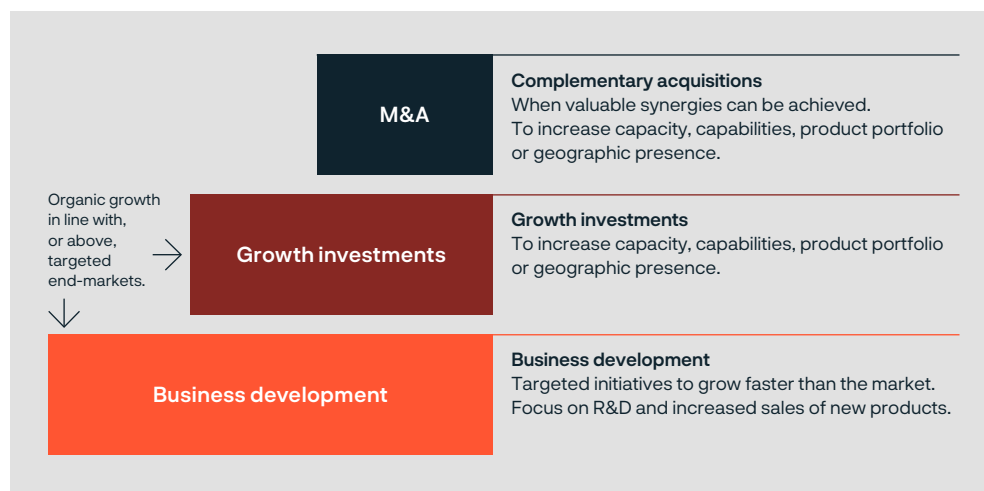 M&A
Complementary acquisitions
When valuable synergies can be achieved.
To increase capacity, capabilities, product portfolio
or geographic presence.
Organic growth
in line with,
or above,
targeted
end-markets.
Growth investments
Growth investments
To increase capacity, capabilities, product portfolio
or geographic presence.
Business development
Business development
Targeted initiatives to grow faster than the market.
Focus on R&D and increased sales of new products.